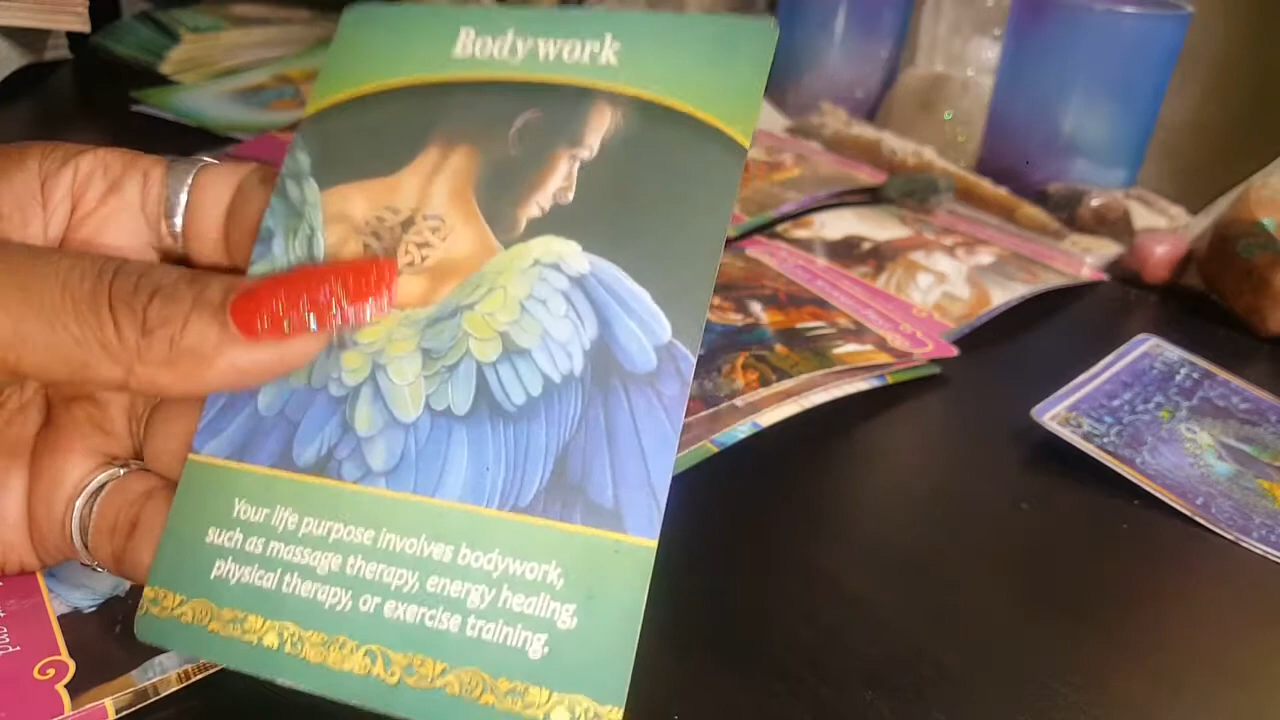 Bodywork
Your life purpose involves bodywork,
such as massage therapy, energy healing,
physical therapy, or exercise training.